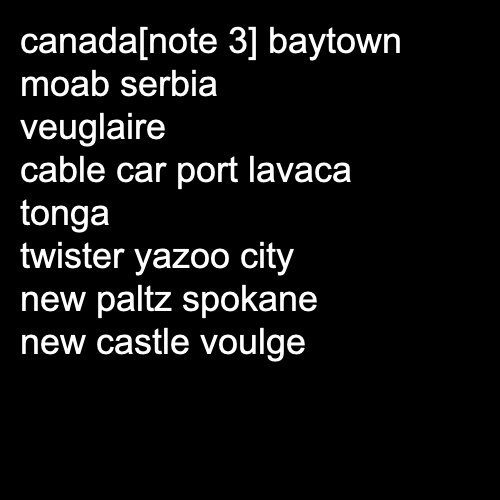 canada[note 3] baytown
moab serbia
veuglaire
cable car port lavaca
tonga
twister yazoo city
new paltz spokane
new castle voulge